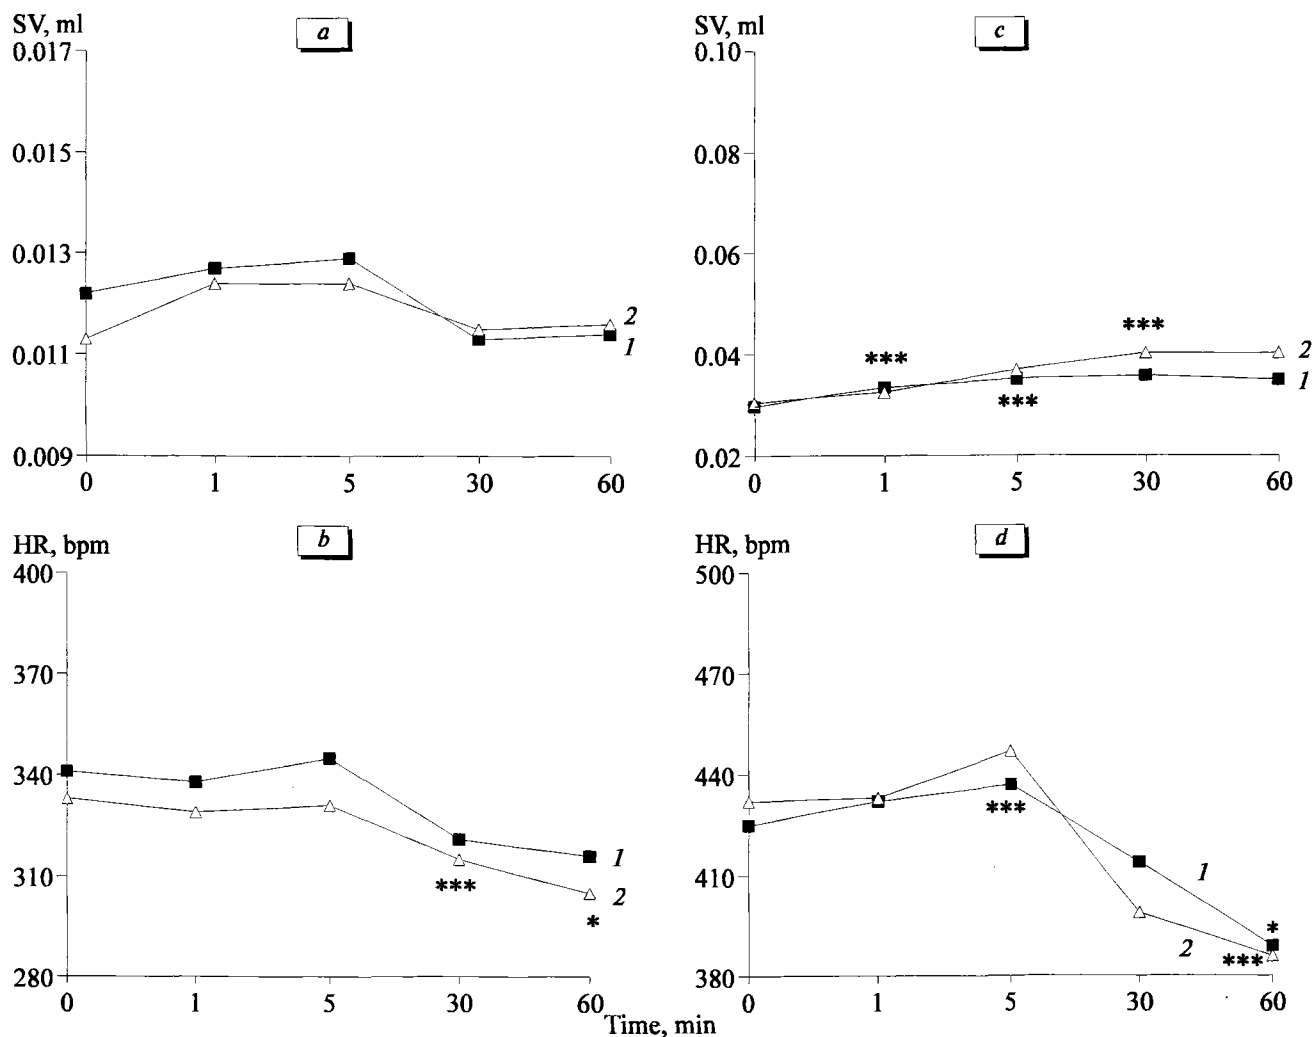 SV, ml
a
0.017
0.015
0.013
0.011
0.009
2
1
0 1 5 30 60
SV, ml
c
0.10
0.08
0.06
0.04
0.02
***
***
***
2
1
0 1 5 30 60
HR, bpm
b
400
370
340
310
280
1
2
***
*
0 1 5 30 60
HR, bpm
d
500
470
440
410
380
***
1
2
*
***
0 1 5 30 60
Time, min